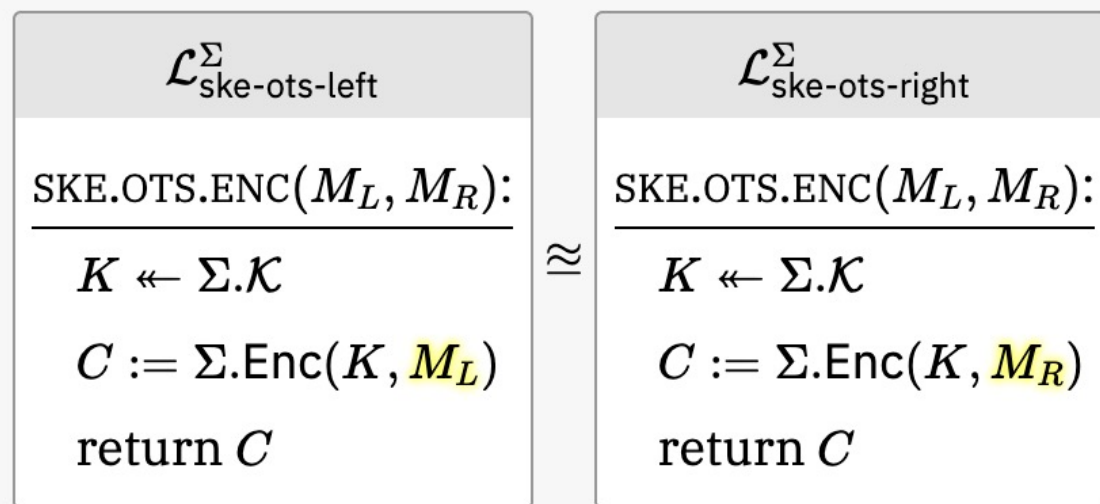 ℒ^Σ_ske-ots-left
SKE.OTS.ENC(M_L, M_R):
K ↞ Σ.𝒦
C := Σ.Enc(K, M_L)
return C
≊
ℒ^Σ_ske-ots-right
SKE.OTS.ENC(M_L, M_R):
K ↞ Σ.𝒦
C := Σ.Enc(K, M_R)
return C